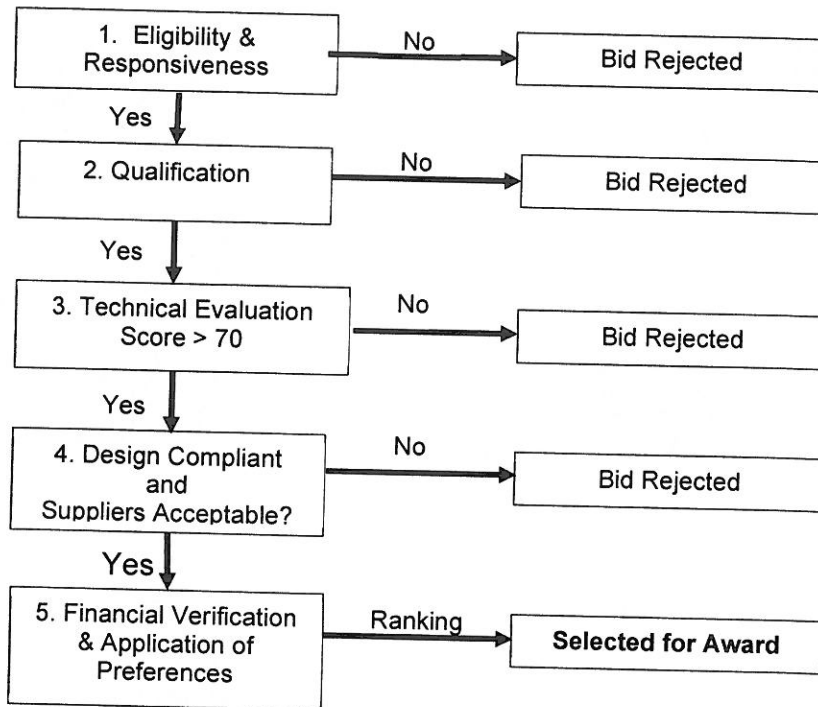 1. Eligibility &
Responsiveness
No
Bid Rejected
Yes
2. Qualification
No
Bid Rejected
Yes
3. Technical Evaluation
Score > 70
No
Bid Rejected
Yes
4. Design Compliant
and
Suppliers Acceptable?
No
Bid Rejected
Yes
5. Financial Verification
& Application of
Preferences
Ranking
Selected for Award